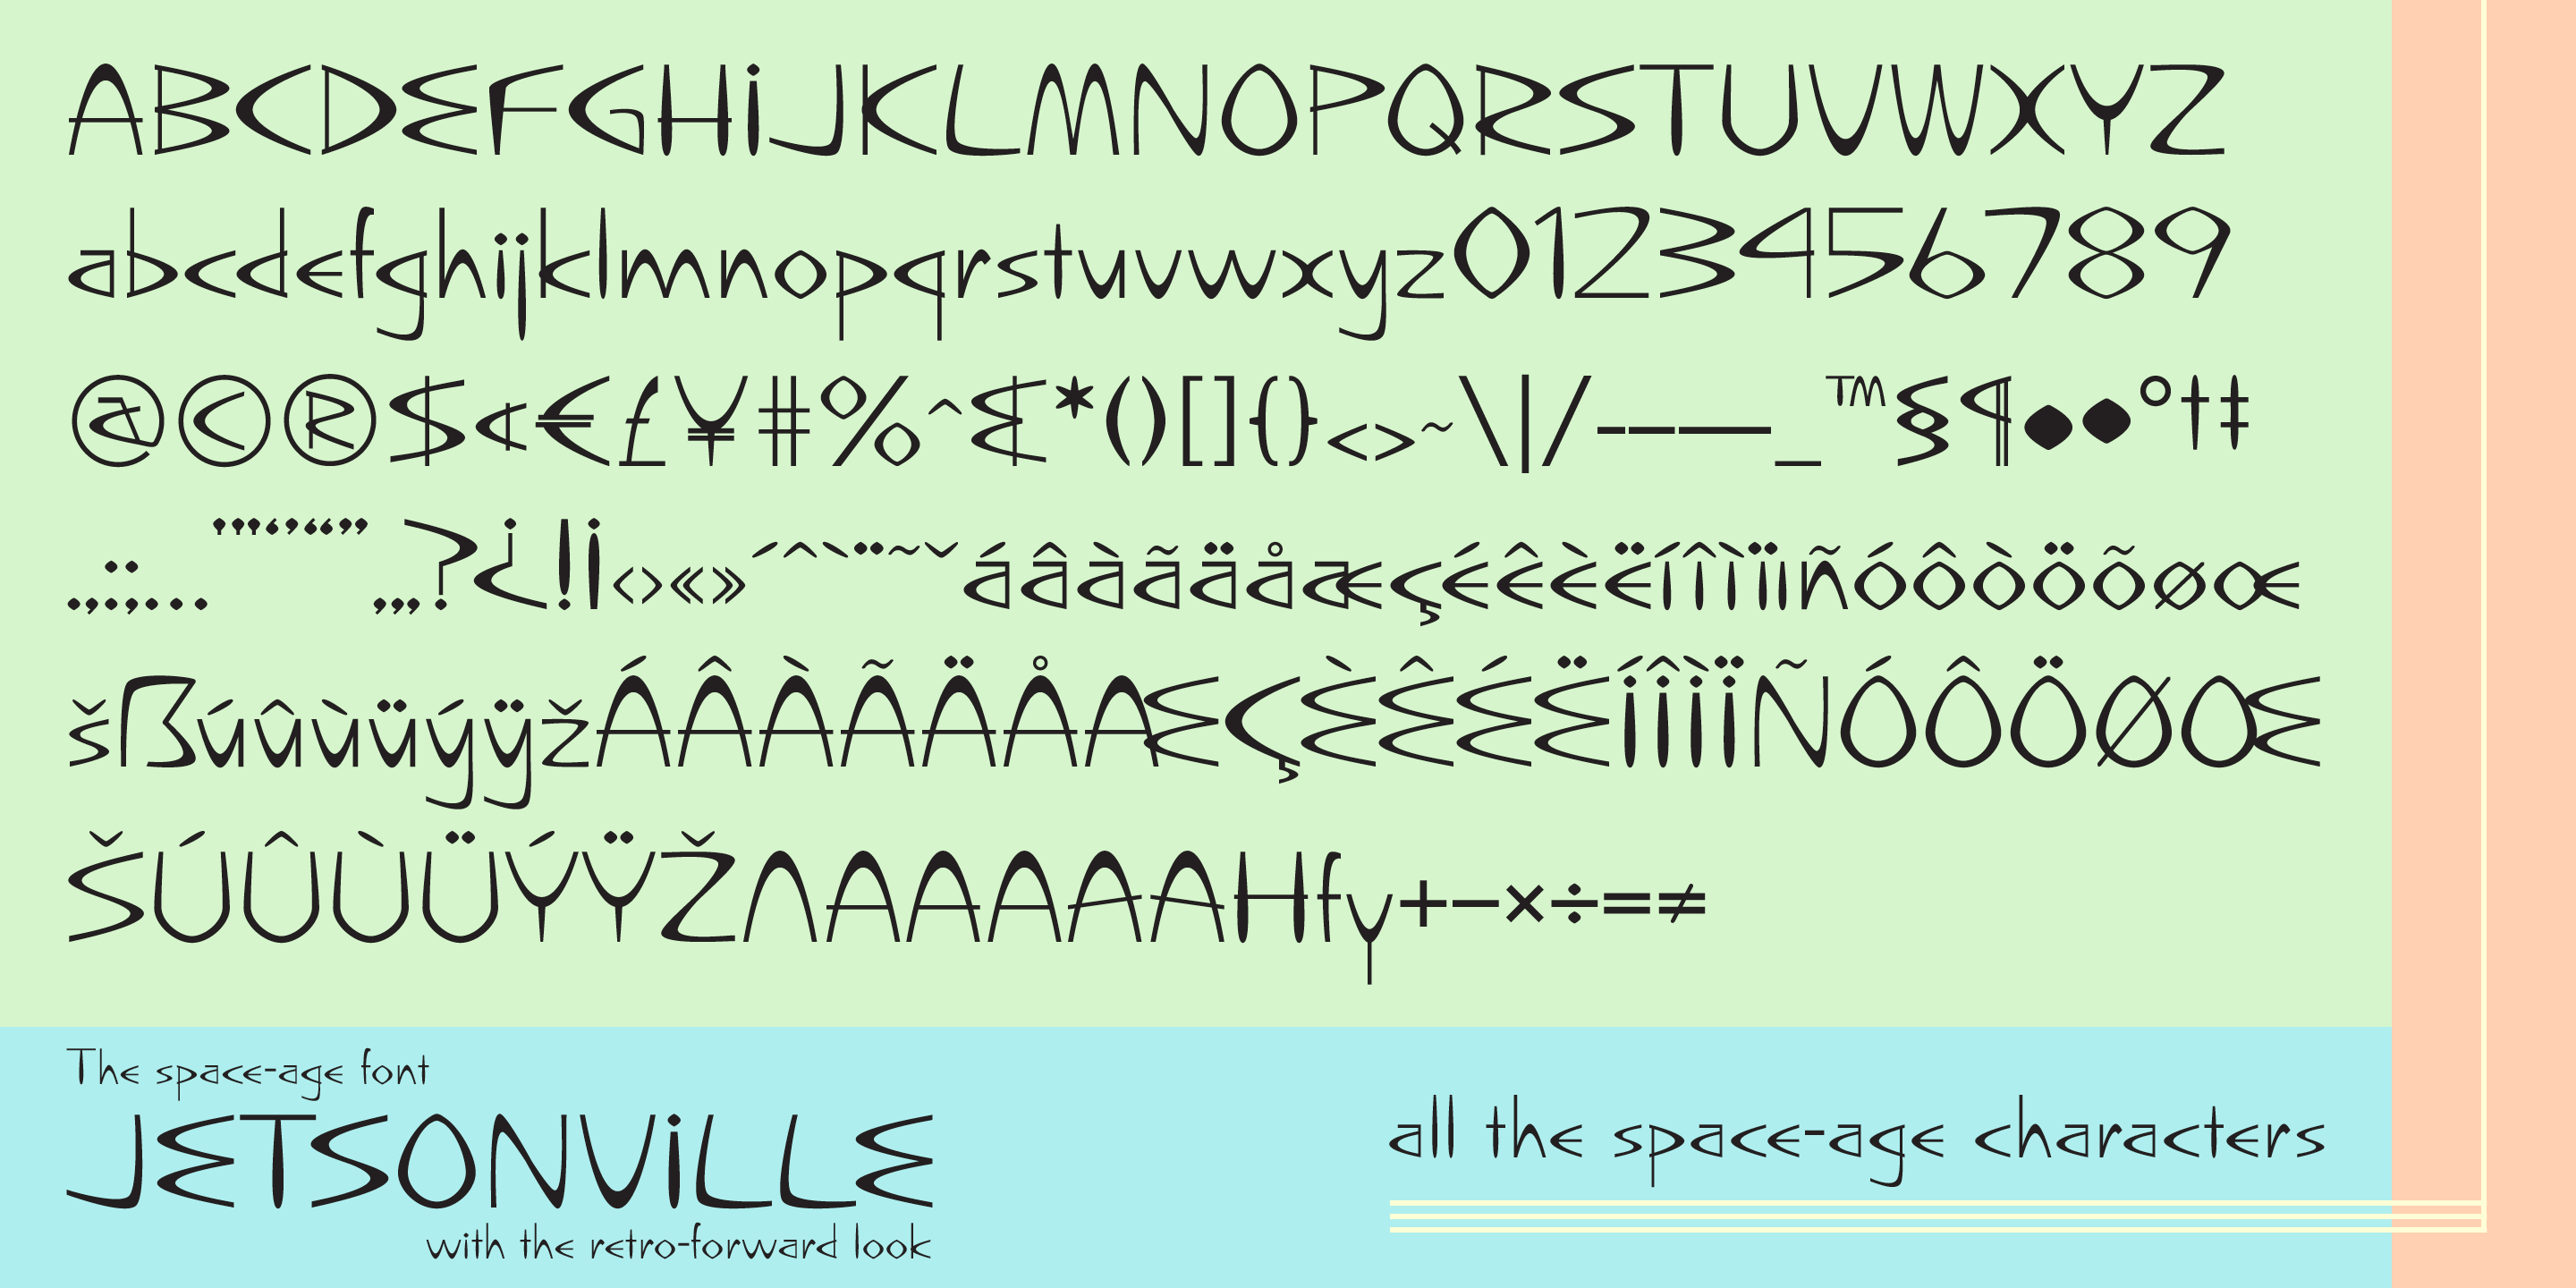 ABCDEFGHiJKLMNOPQRSTUVWXYZ
abcdefghijklmnopqrstuvwxyz0123456789
@©®$¢€£¥#%^&*()[]{}<>~\|/-–—_™§¶••°†‡
.,:;…"'‘’“”‚„?¿!¡‹›«»´ˆ`¨˜ˇáâàãäåæçéêèëíîìïıñóôòöõøœ
šßúûùüýÿžÁÂÀÃÄÅÆÇÈÊÉËÍÎÌÏÑÓÔÖØŒ
ŠÚÛÙÜÝŸŽΛAAAAAHfy+−×÷=≠
The space-age font
JETSONViLLE
with the retro-forward look
all the space-age characters